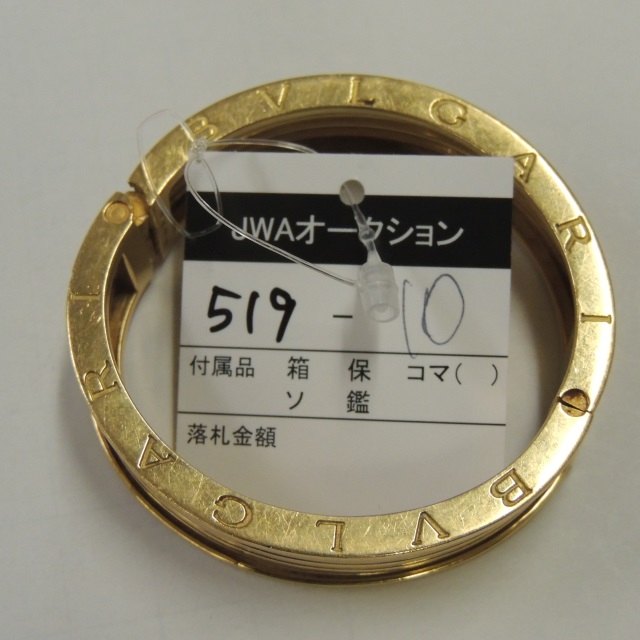 BVLGARI
JWAオークション
519 - 10
付属品 箱 保 コマ( )
ソ 鑑
落札金額
BVLGARI